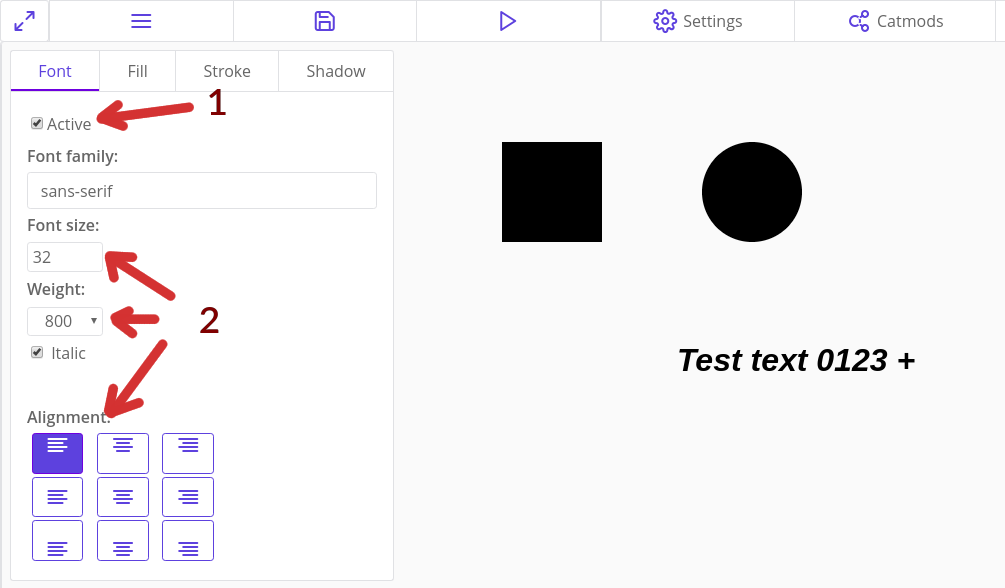 Settings
Catmods
Font
Fill
Stroke
Shadow
1
Active
Font family:
sans-serif
Font size:
32
Weight:
800
2
Italic
Alignment:
Test text 0123 +